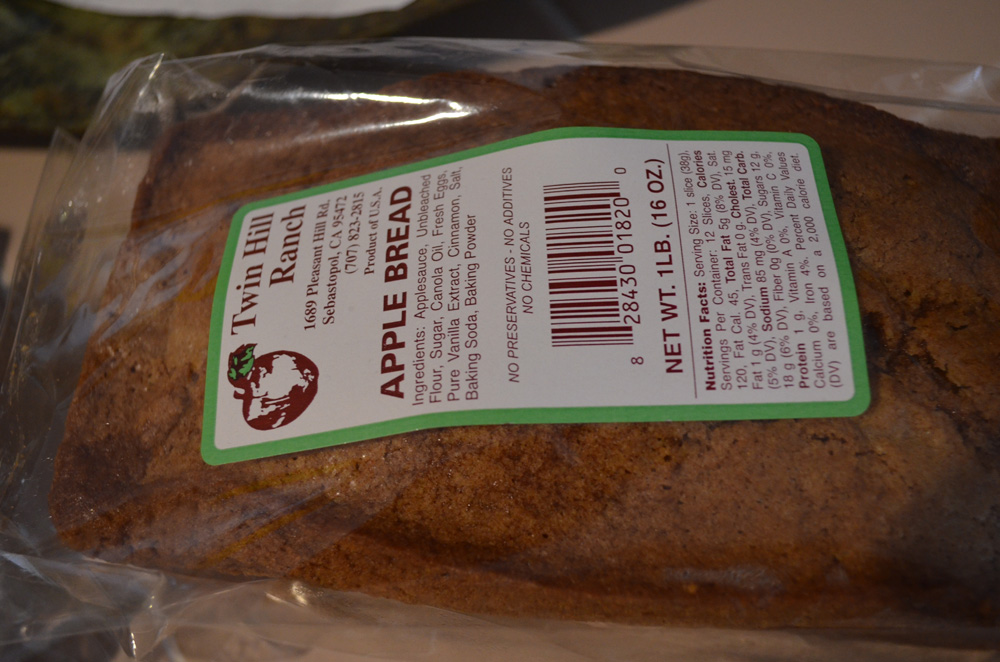 Twin Hill
Ranch
1689 Pleasant Hill Rd.
Sebastopol, CA 95472
(707) 823-2815
Product of U.S.A.
APPLE BREAD
Ingredients: Applesauce, Unbleached
Flour, Sugar, Canola Oil, Fresh Eggs,
Pure Vanilla Extract, Cinnamon, Salt,
Baking Soda, Baking Powder
NO PRESERVATIVES - NO ADDITIVES
NO CHEMICALS
8 28430 01820 0
NET WT. 1LB. (16 OZ.)
Nutrition Facts: Serving Size: 1 slice (38g),
Servings Per Container: 12 Slices, Calories
120, Fat Cal. 45, Total Fat 5g (8% DV), Sat.
Fat 1 g (4% DV), Trans Fat 0 g, Cholest. 15 mg
(5% DV), Sodium 85 mg (4% DV), Total Carb.
18 g (6% DV), Fiber 0g (0% DV), Sugars 12 g,
Protein 1 g, Vitamin A 0%, Vitamin C 0%,
Calcium 0%, Iron 4%. Percent Daily Values
(DV) are based on a 2,000 calorie diet.